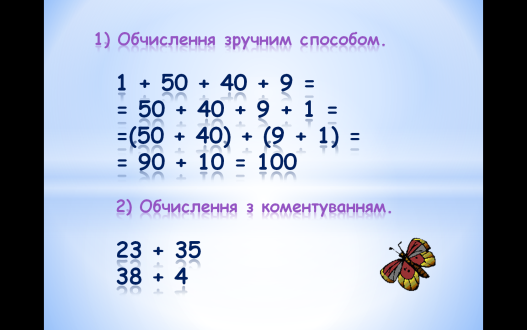 1) Обчислення зручним способом.
1 + 50 + 40 + 9 =
= 50 + 40 + 9 + 1 =
=(50 + 40) + (9 + 1) =
= 90 + 10 = 100
2) Обчислення з коментуванням.
23 + 35
38 + 4